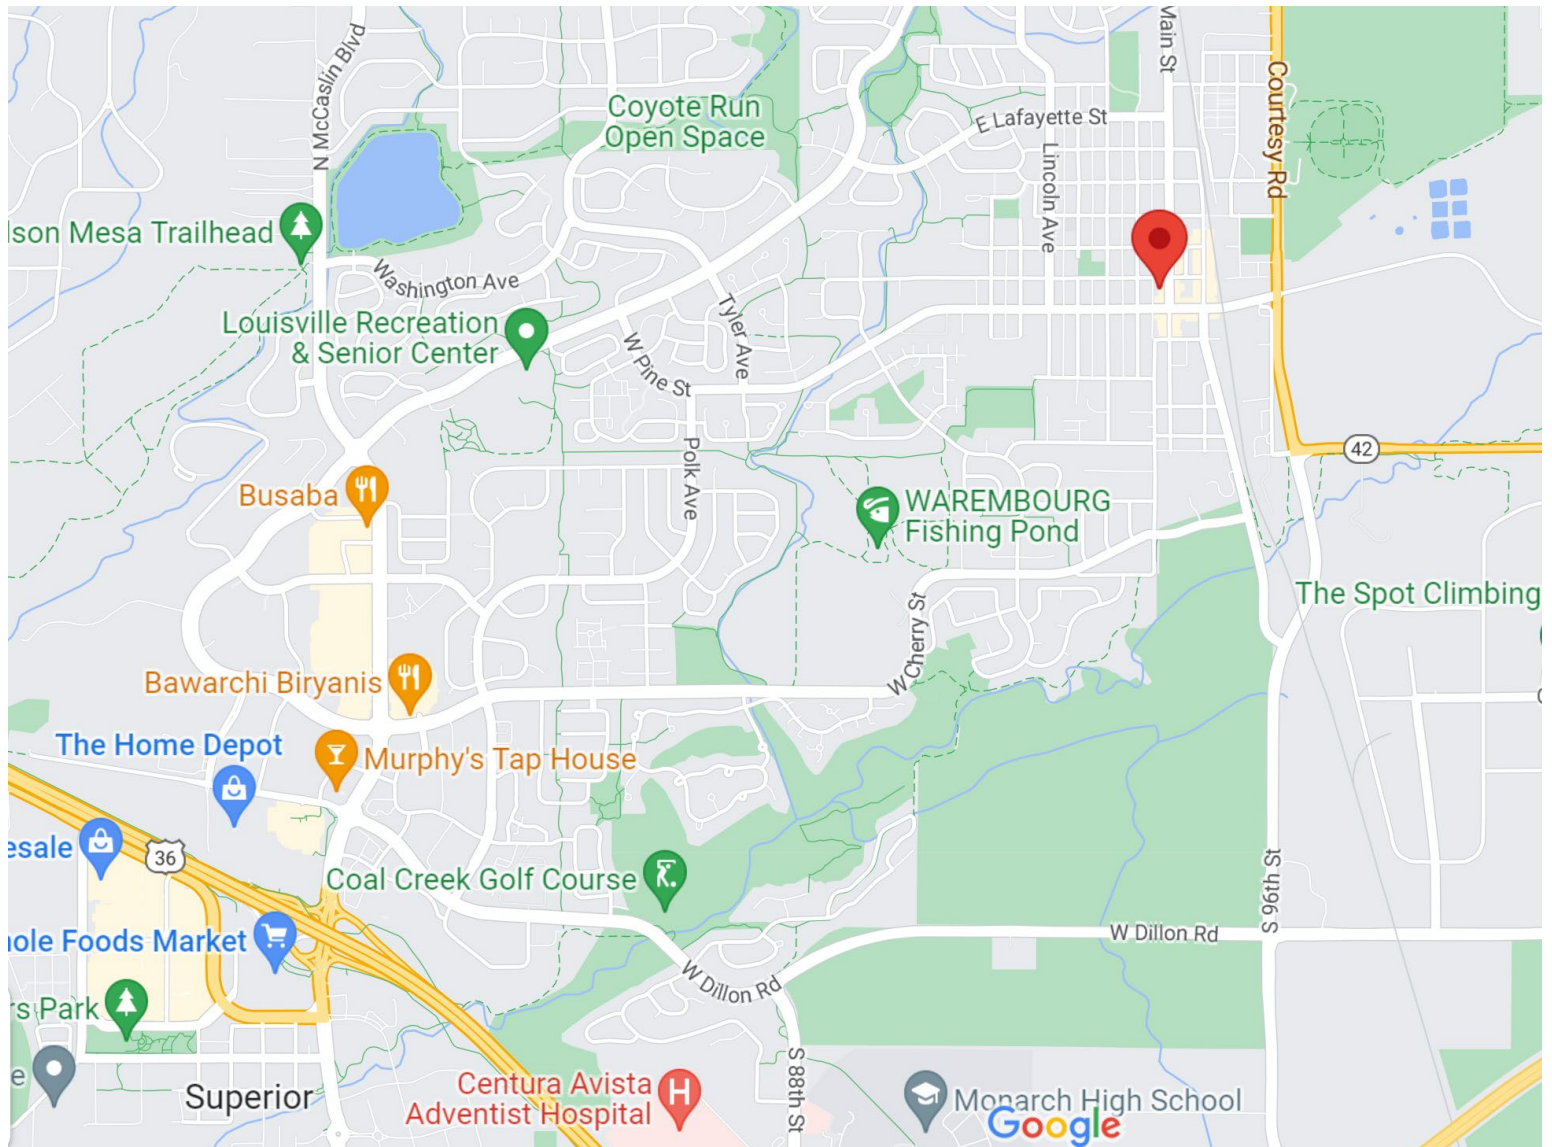 N McCaslin Blvd
Coyote Run
Open Space
Main St
E Lafayette St
Courtesy Rd
Lincoln Ave
lson Mesa Trailhead
Washington Ave
Louisville Recreation
& Senior Center
Tyler Ave
W Pine St
Polk Ave
42
Busaba
WAREMBOURG
Fishing Pond
The Spot Climbing
W Cherry St
Bawarchi Biryanis
The Home Depot
Murphy's Tap House
esale
36
Coal Creek Golf Course
S 96th St
ole Foods Market
W Dillon Rd
W Dillon Rd
rs Park
S 88th St
e
Superior
Centura Avista
Adventist Hospital
H
Monarch High School
Google